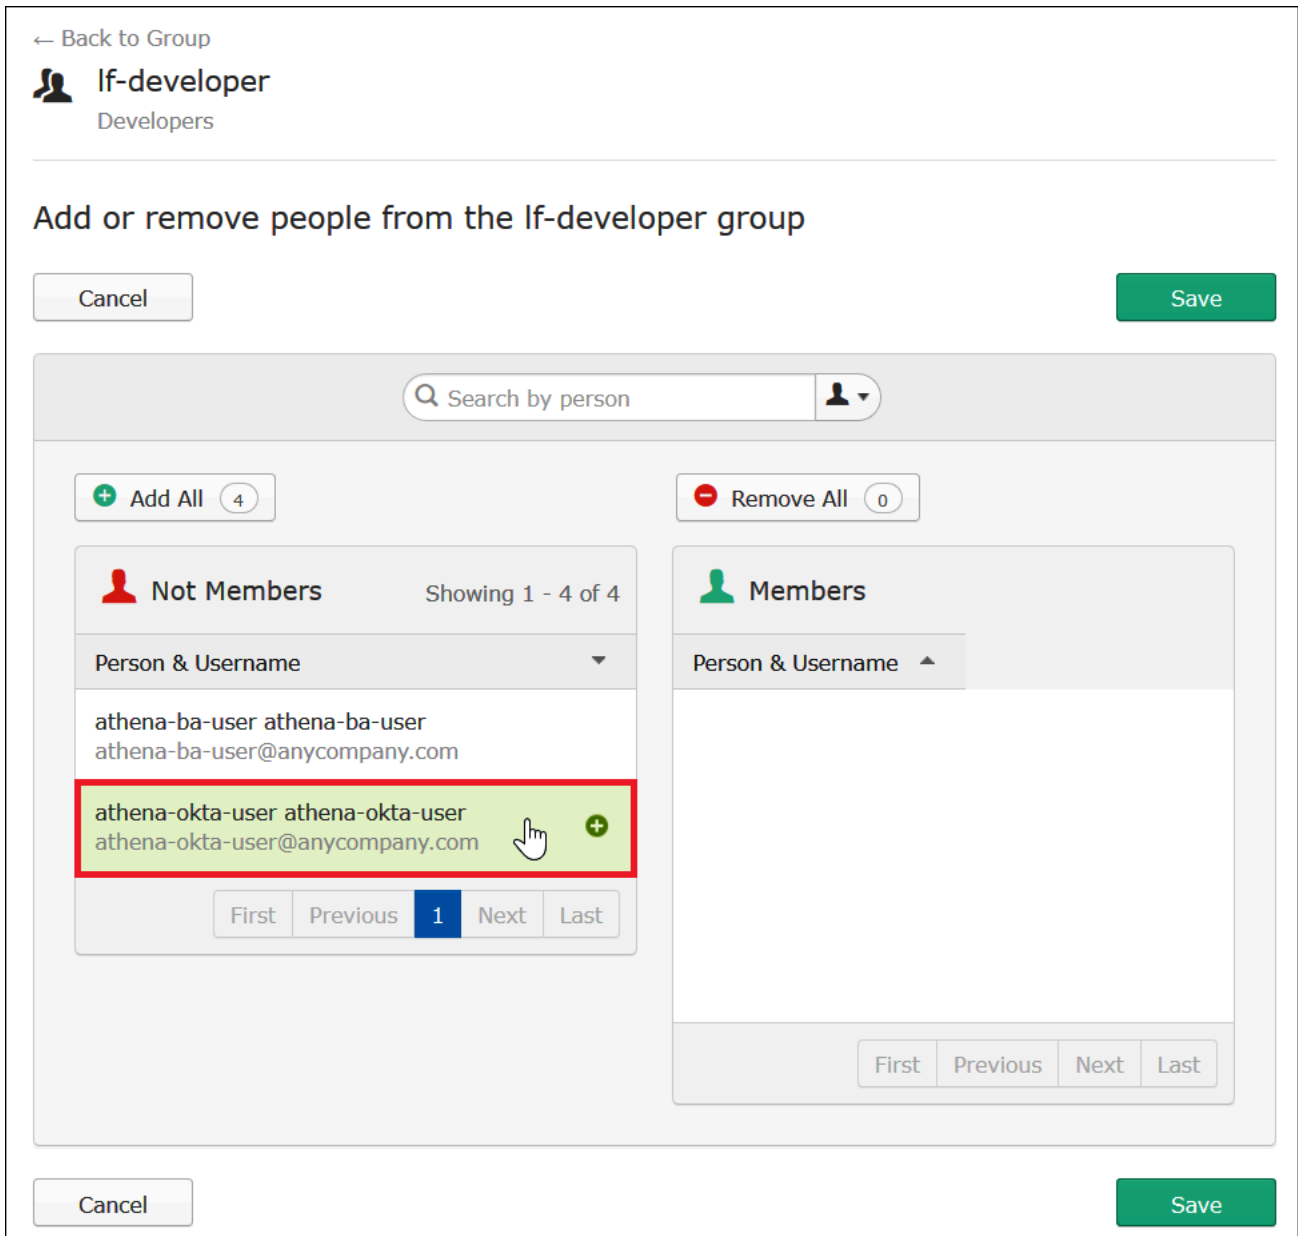 ← Back to Group
lf-developer
Developers
Add or remove people from the lf-developer group
Cancel
Save
Search by person
Add All 4
Remove All 0
Not Members
Showing 1 - 4 of 4
Person & Username
athena-ba-user athena-ba-user
athena-ba-user@anycompany.com
athena-okta-user athena-okta-user
athena-okta-user@anycompany.com
First Previous 1 Next Last
Members
Person & Username
First Previous Next Last
Cancel
Save